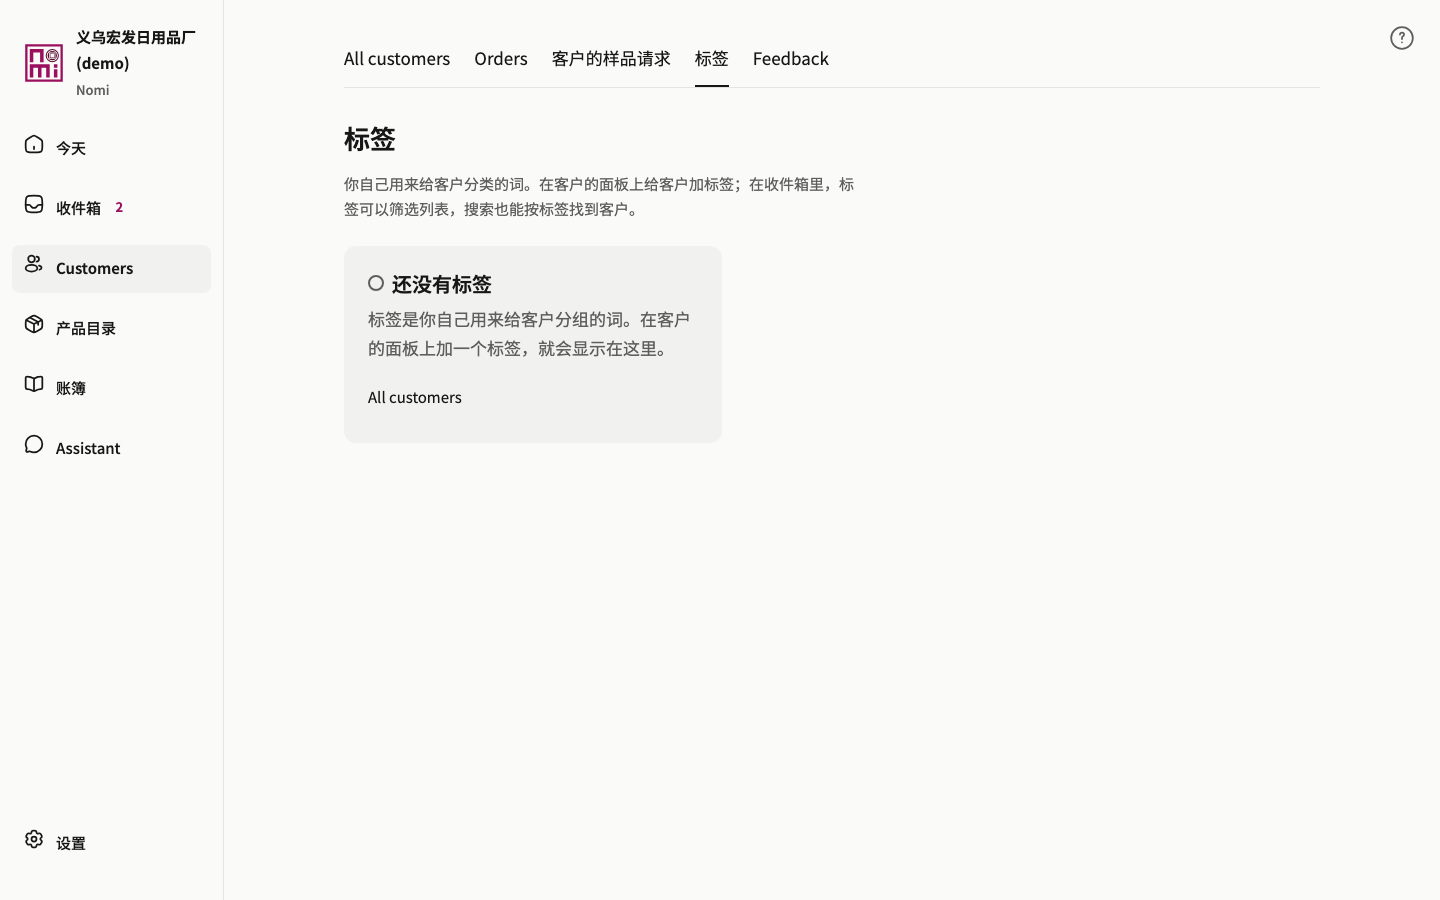 义乌宏发日用品厂
(demo)
Nomi
今天
收件箱 2
Customers
产品目录
账簿
Assistant
设置
All customers Orders 客户的样品请求 标签 Feedback
标签
你自己用来给客户分类的词。在客户的面板上给客户加标签；在收件箱里，标
签可以筛选列表，搜索也能按标签找到客户。
还没有标签
标签是你自己用来给客户分组的词。在客户
的面板上加一个标签，就会显示在这里。
All customers